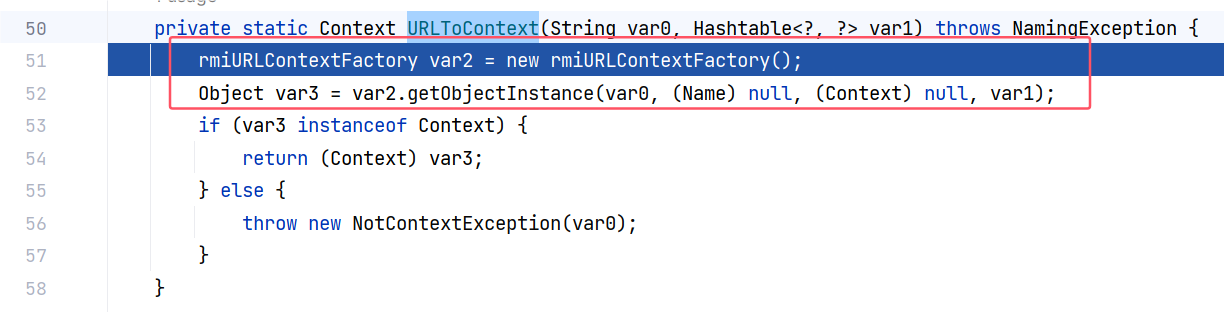 50 private static Context URLToContext(String var0, Hashtable<?, ?> var1) throws NamingException {
51 rmiURLContextFactory var2 = new rmiURLContextFactory();
52 Object var3 = var2.getObjectInstance(var0, (Name) null, (Context) null, var1);
53 if (var3 instanceof Context) {
54 return (Context) var3;
55 } else {
56 throw new NotContextException(var0);
57 }
58 }